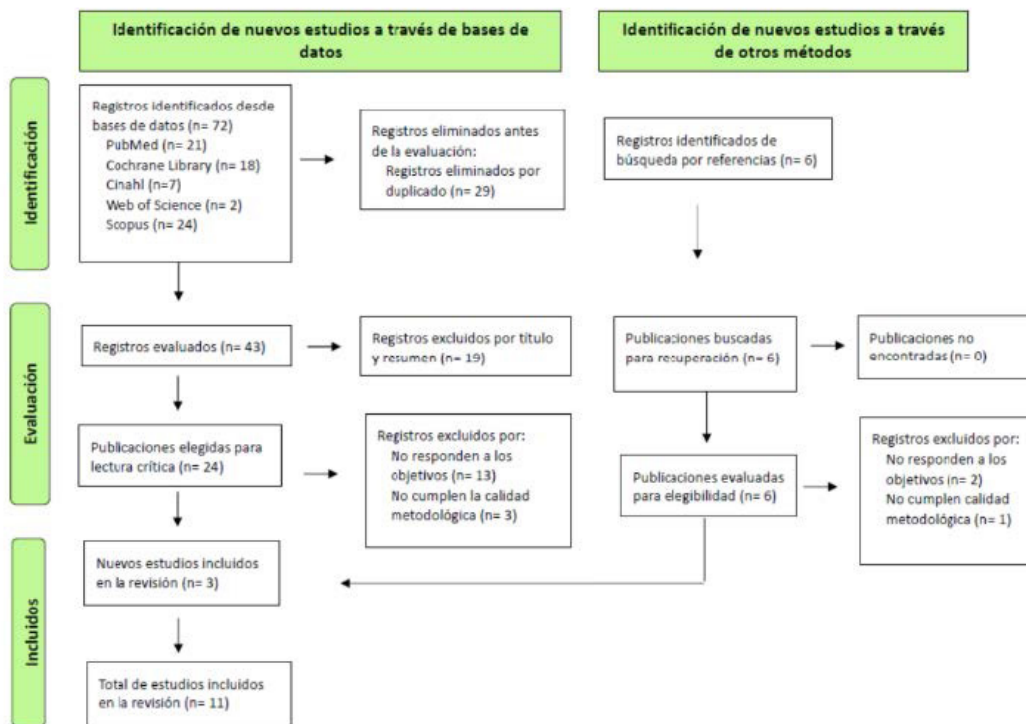 Identificación de nuevos estudios a través de bases de
datos
Identificación de nuevos estudios a través
de otros métodos
Identificación
Registros identificados desde
bases de datos (n= 72)
PubMed (n= 21)
Cochrane Library (n= 18)
Cinahl (n=7)
Web of Science (n= 2)
Scopus (n= 24)
Registros eliminados antes
de la evaluación:
Registros eliminados por
duplicado (n= 29)
Registros identificados de
búsqueda por referencias (n= 6)
Evaluación
Registros evaluados (n= 43)
Registros excluidos por título
y resumen (n= 19)
Publicaciones buscadas
para recuperación (n= 6)
Publicaciones no
encontradas (n= 0)
Publicaciones elegidas para
lectura crítica (n= 24)
Registros excluidos por:
No responden a los
objetivos (n= 13)
No cumplen la calidad
metodológica (n= 3)
Publicaciones evaluadas
para elegibilidad (n= 6)
Registros excluidos por:
No responden a los
objetivos (n= 2)
No cumplen calidad
metodológica (n= 1)
Incluidos
Nuevos estudios incluidos
en la revisión (n= 3)
Total de estudios incluidos
en la revisión (n= 11)